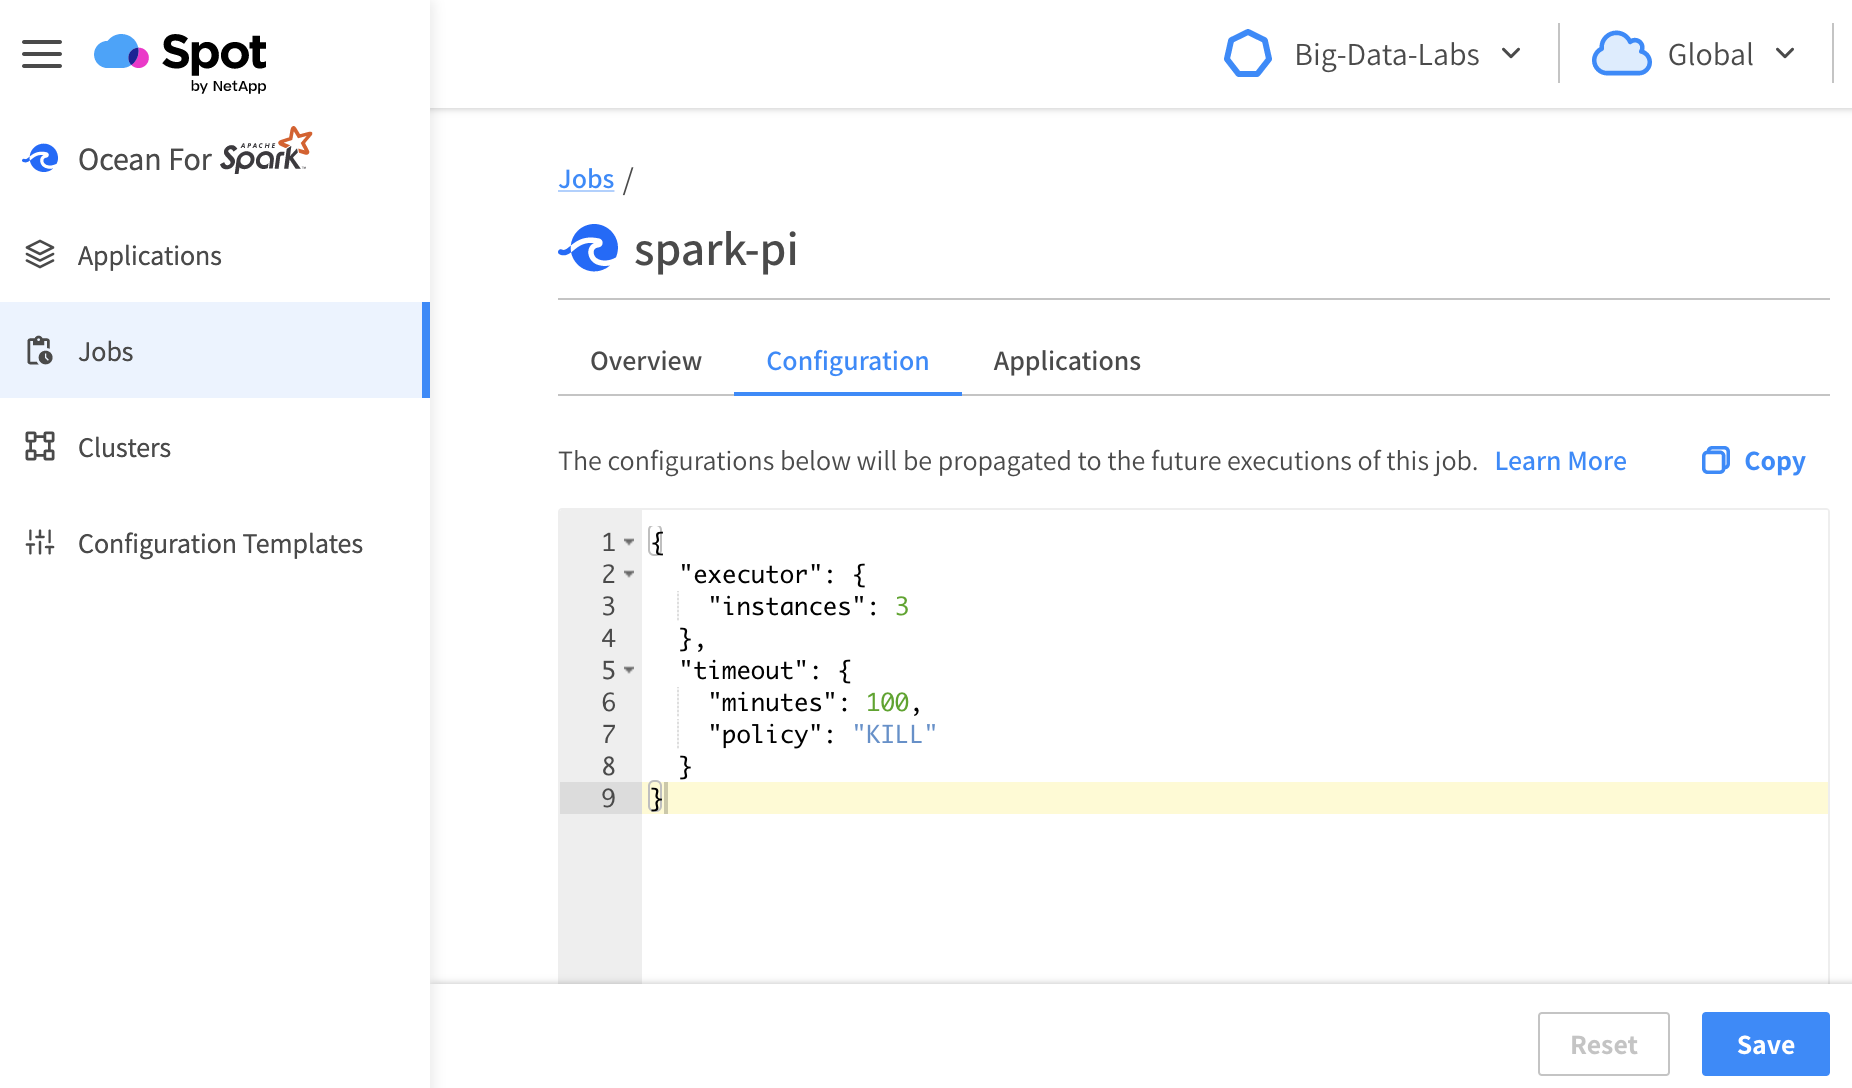 Spot
by NetApp
Big-Data-Labs
Global
Ocean For APACHE Spark™
Applications
Jobs
Clusters
Configuration Templates
Jobs /
spark-pi
Overview Configuration Applications
The configurations below will be propagated to the future executions of this job. Learn More Copy
1 {
2 "executor": {
3 "instances": 3
4 },
5 "timeout": {
6 "minutes": 100,
7 "policy": "KILL"
8 }
9 }
Reset Save